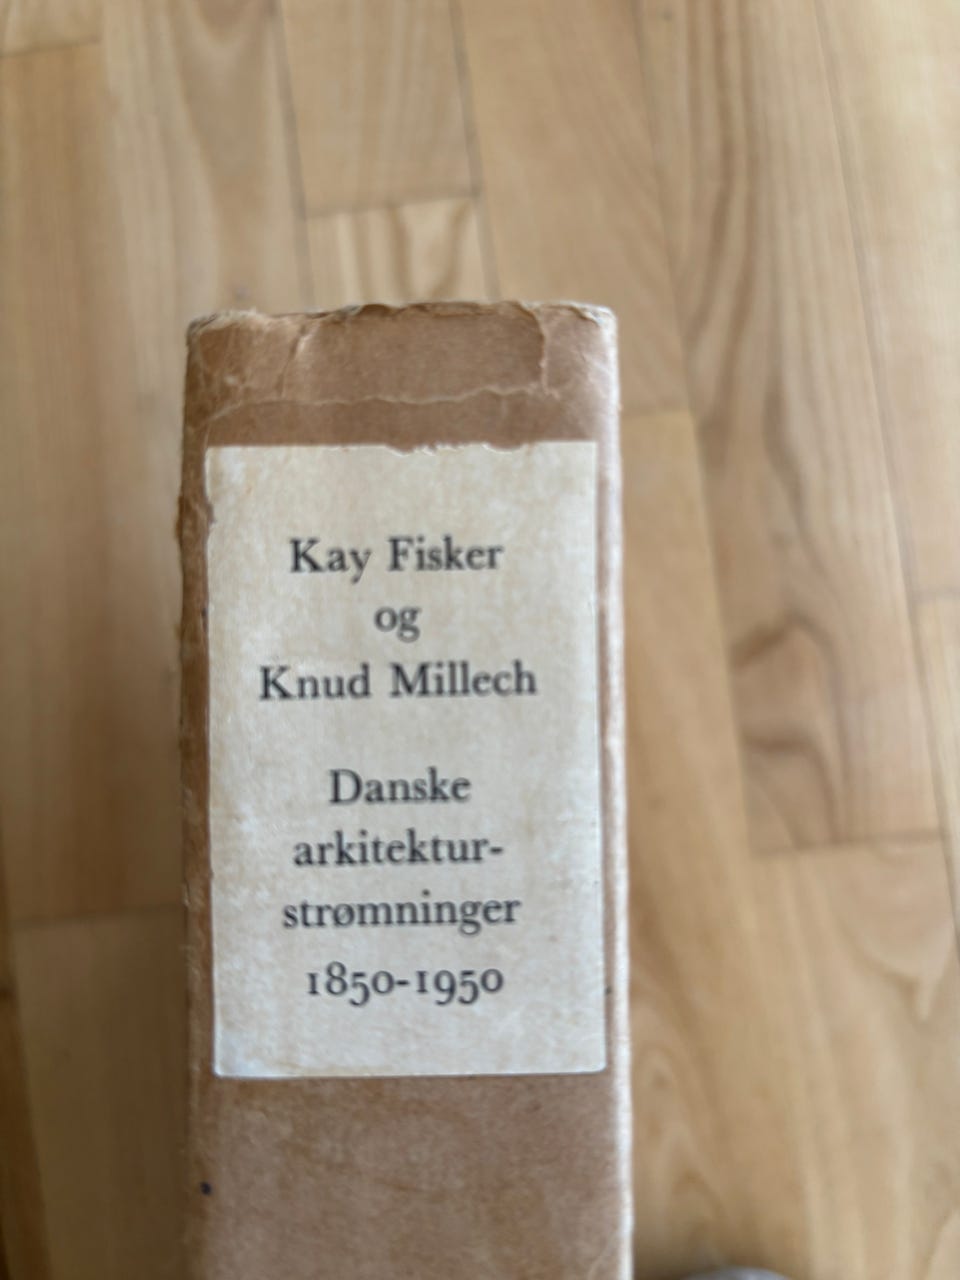 Kay Fisker
og
Knud Millech
Danske
arkitektur-
strømninger
1850-1950